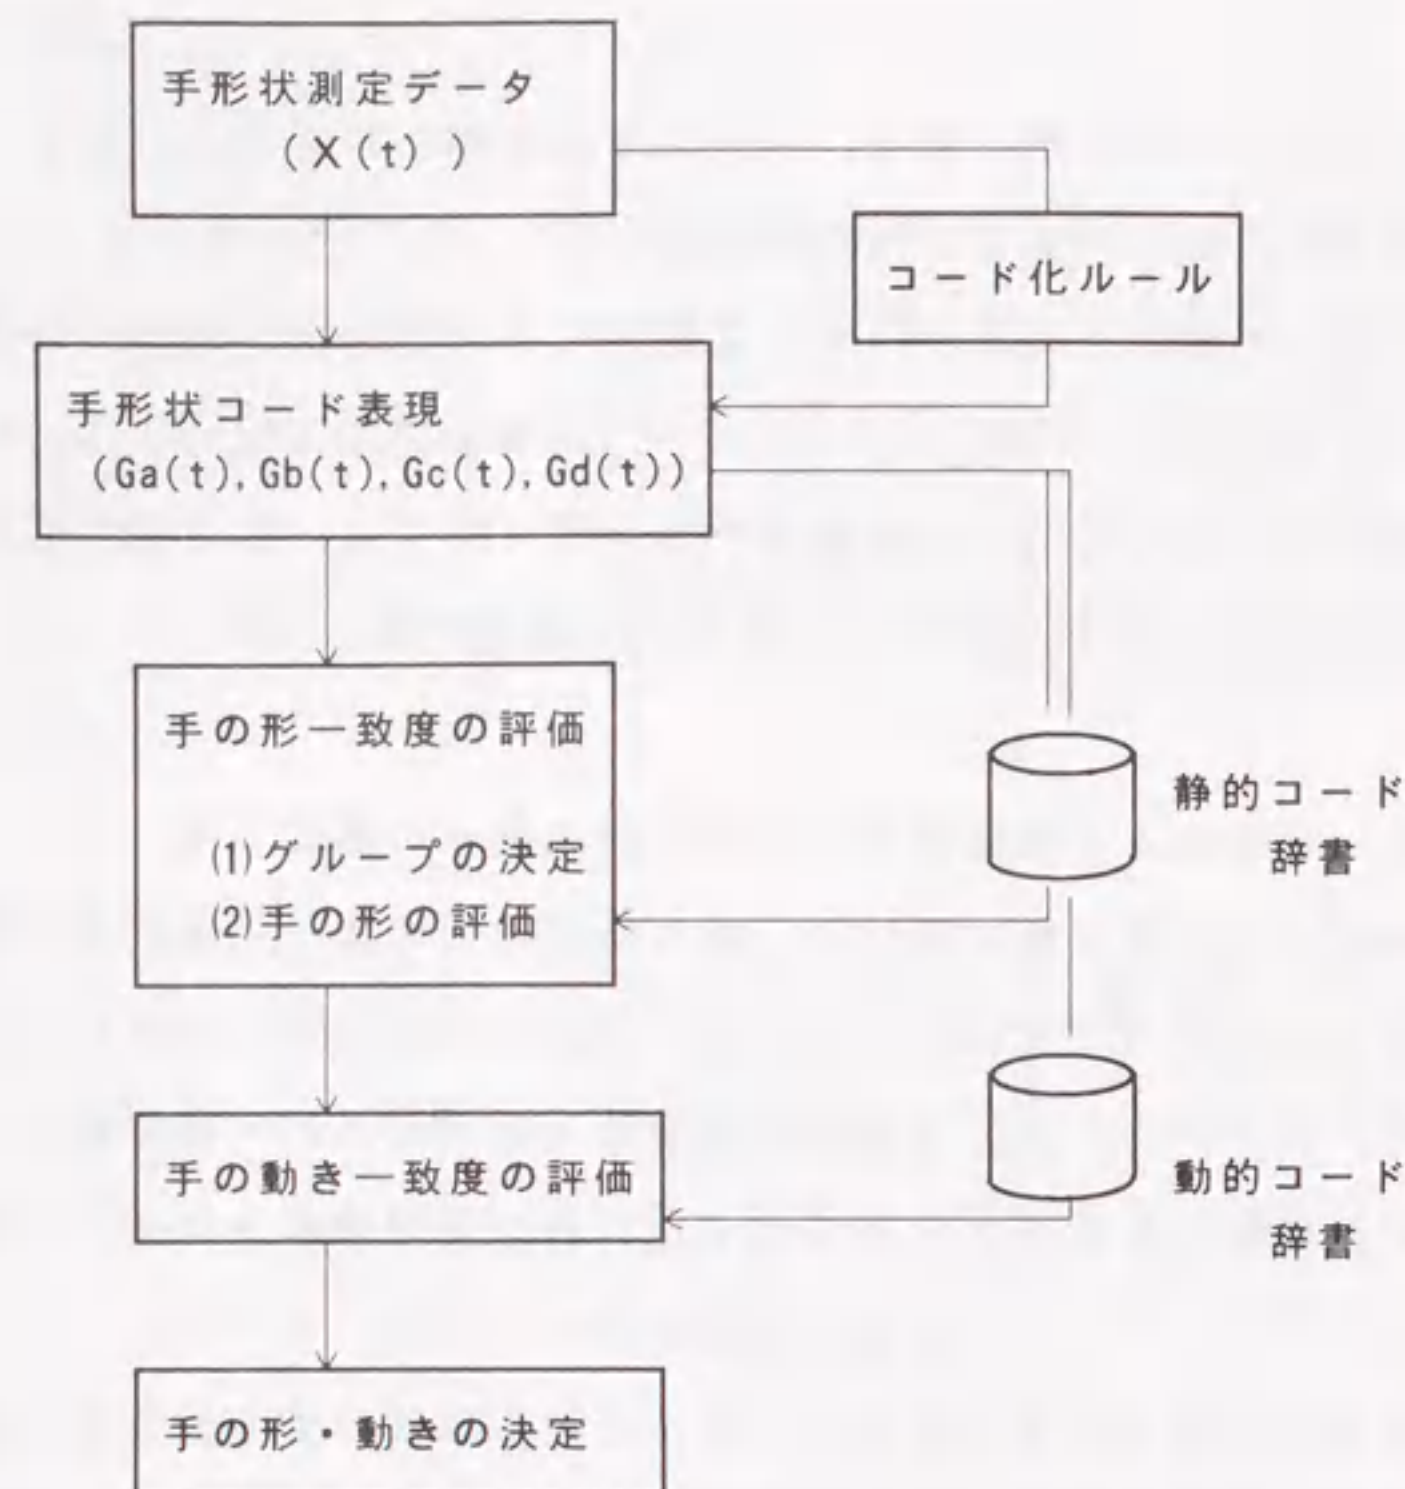 手形状測定データ
(X(t))
コード化ルール
手形状コード表現
(Ga(t),Gb(t),Gc(t),Gd(t))
手の形一致度の評価
(1)グループの決定
(2)手の形の評価
静的コード
辞書
手の動き一致度の評価
動的コード
辞書
手の形・動きの決定